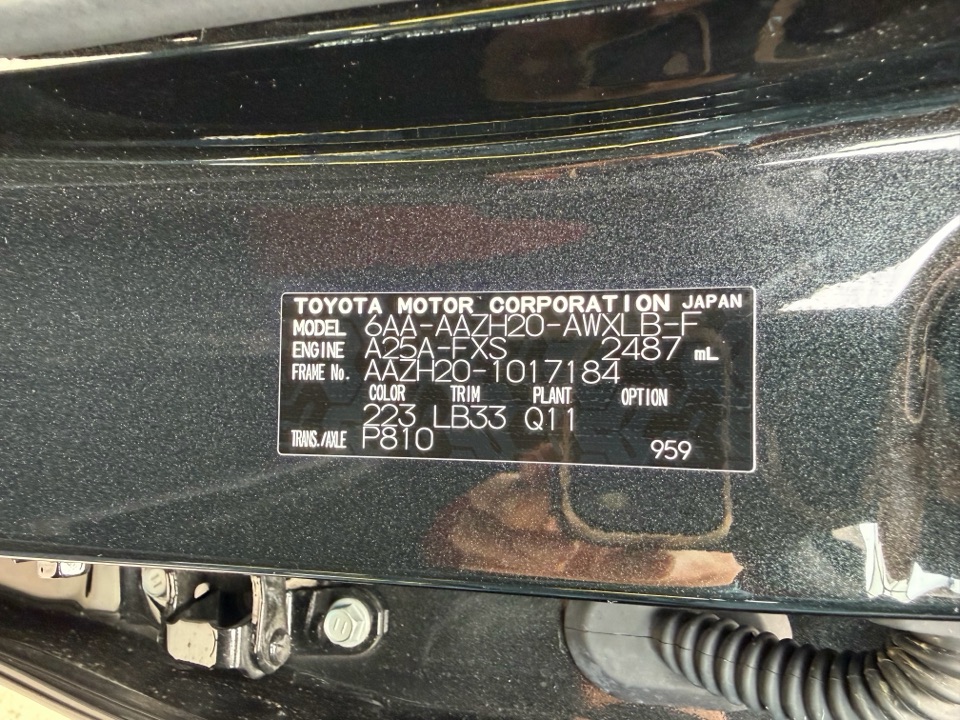 TOYOTA MOTOR CORPORATION JAPAN
MODEL 6AA-AAZH20-AWXLB-F
ENGINE A25A-FXS 2487 mL
FRAME No. AAZH20-1017184
COLOR TRIM PLANT OPTION
223 LB33 Q11
TRANS./AXLE P810 959